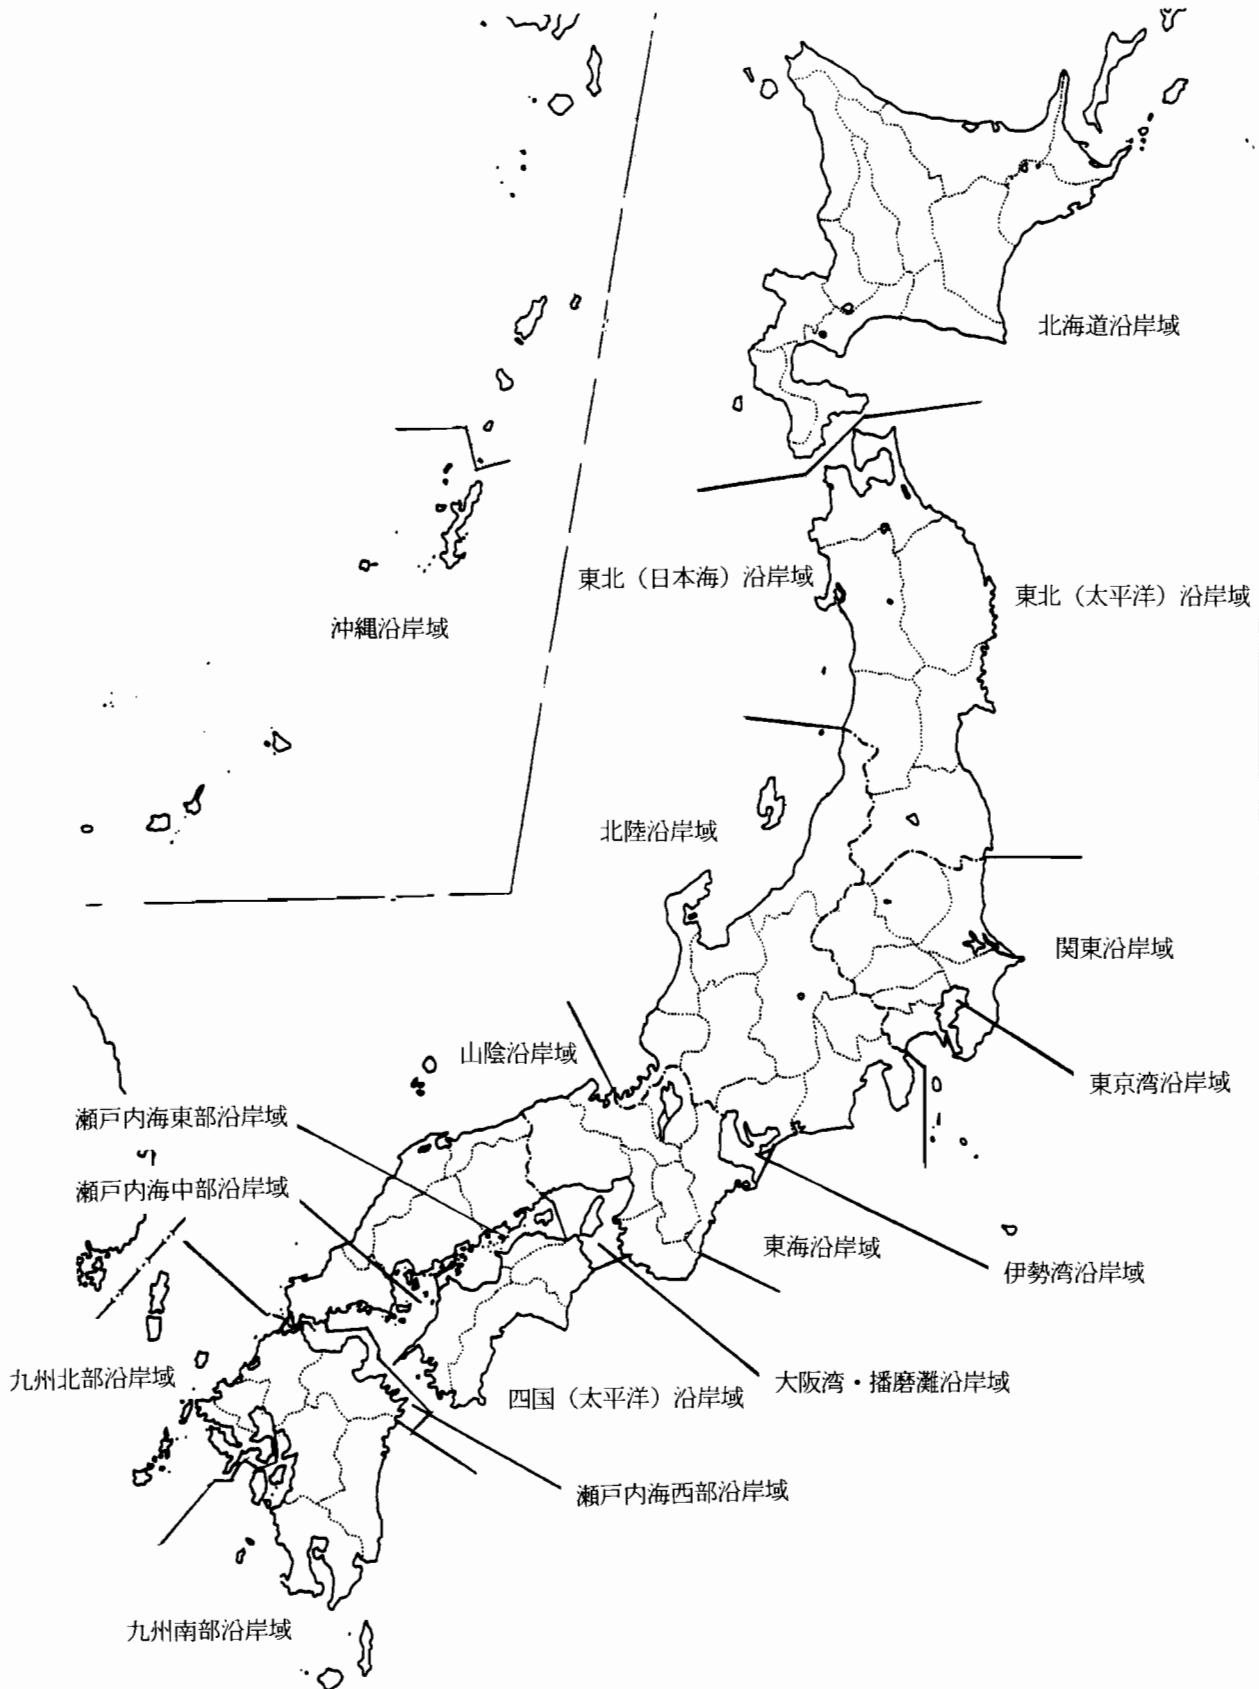 北海道沿岸域
東北（日本海）沿岸域
東北（太平洋）沿岸域
沖縄沿岸域
北陸沿岸域
関東沿岸域
山陰沿岸域
東京湾沿岸域
瀬戸内海東部沿岸域
瀬戸内海中部沿岸域
東海沿岸域
伊勢湾沿岸域
九州北部沿岸域
四国（太平洋）沿岸域
大阪湾・播磨灘沿岸域
瀬戸内海西部沿岸域
九州南部沿岸域